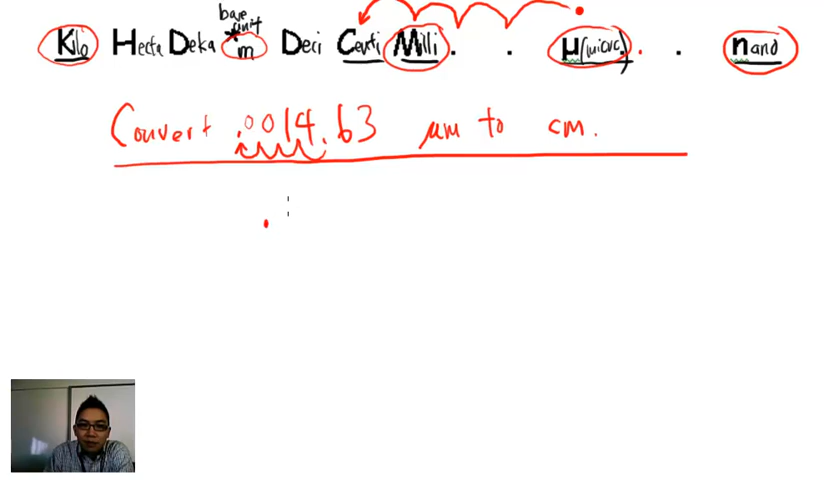 base
unit
Kilo Hecta Deka * m Deci Centi Milli . . µ(micro) . . nano
Convert .0014.63 µm to cm.
.